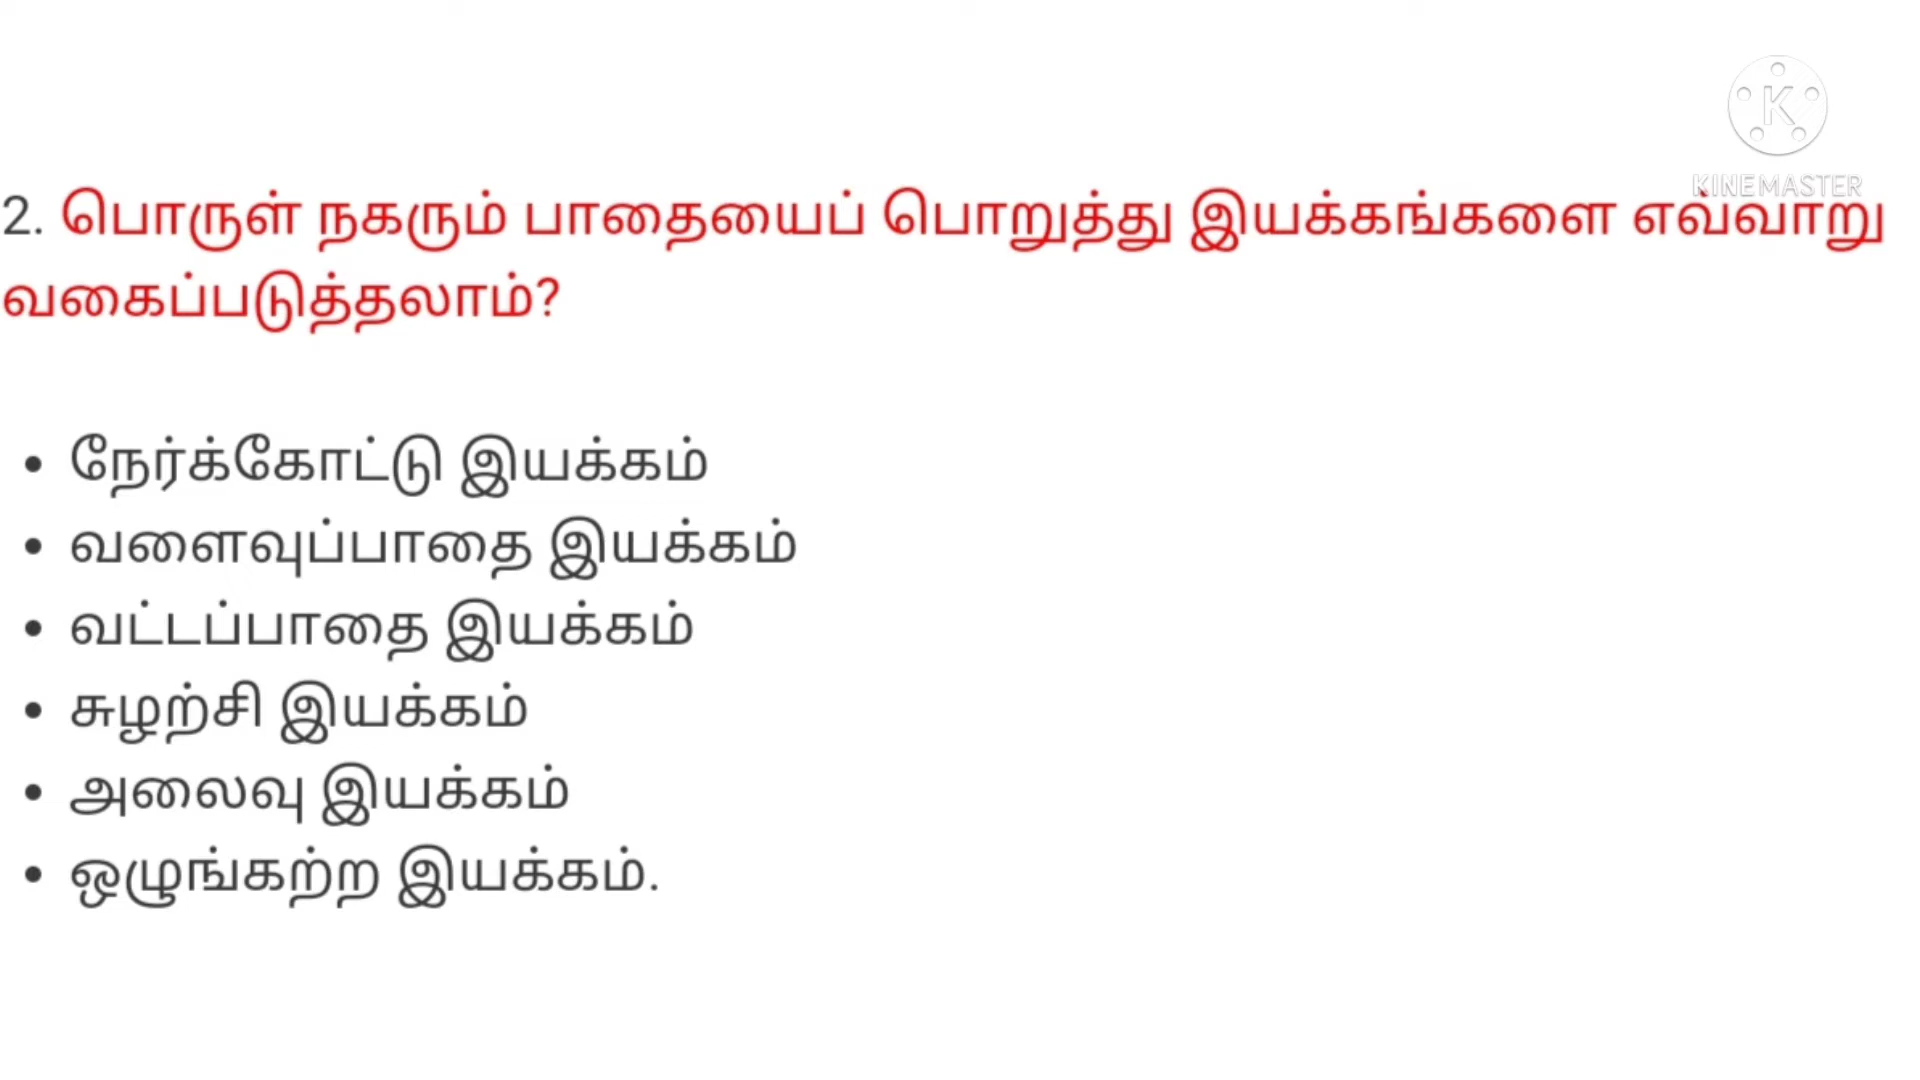 K
KINEMASTER
2. பொருள் நகரும் பாதையைப் பொறுத்து இயக்கங்களை எவ்வாறு
வகைப்படுத்தலாம்?
• நேர்க்கோட்டு இயக்கம்
• வளைவுப்பாதை இயக்கம்
• வட்டப்பாதை இயக்கம்
• சுழற்சி இயக்கம்
• அலைவு இயக்கம்
• ஒழுங்கற்ற இயக்கம்.